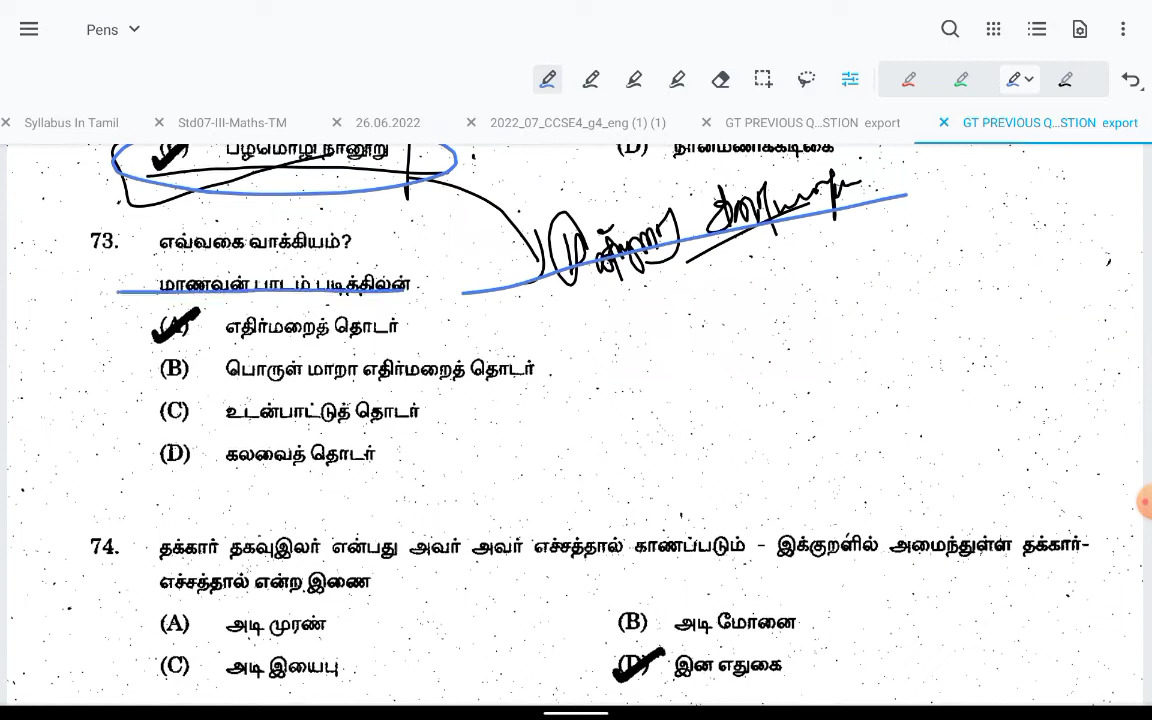 Pens
Syllabus In Tamil
Std07-III-Maths-TM
26.06.2022
2022_07_CCSE4_g4_eng (1) (1)
GT PREVIOUS Q...STION export
GT PREVIOUS Q...STION export
பழமொழி நானூறு
(D) நான்மணிக்கடிகை
73. எவ்வகை வாக்கியம்?
மாணவன் பாடம் படித்திலன்
(A) எதிர்மறைத் தொடர்
(B) பொருள் மாறா எதிர்மறைத் தொடர்
(C) உடன்பாட்டுத் தொடர்
(D) கலவைத் தொடர்
74. தக்கார் தகவுஇலர் என்பது அவர் அவர் எச்சத்தால் காணப்படும் - இக்குறளில் அமைந்துள்ள தக்கார்-
எச்சத்தால் என்ற இணை
(A) அடி முரண்
(B) அடி மோனை
(C) அடி இயைபு
(D) இன எதுகை